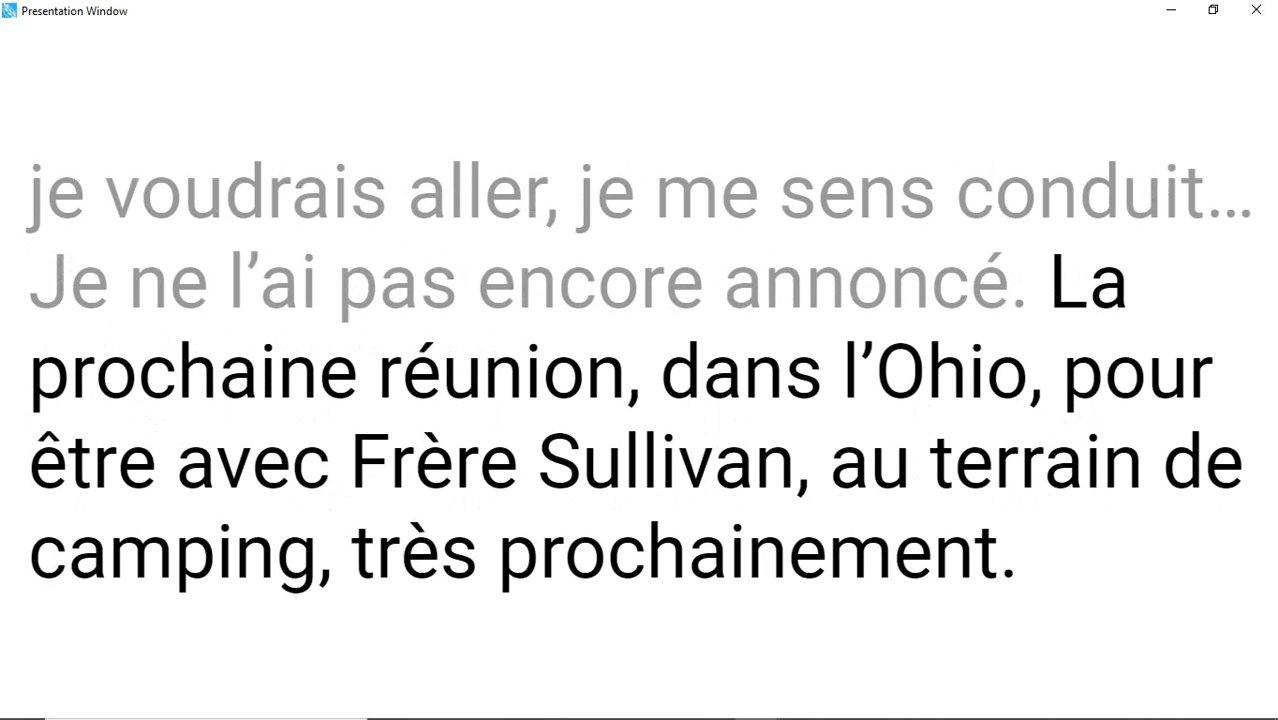 Presentation Window
je voudrais aller, je me sens conduit…
Je ne l’ai pas encore annoncé. La
prochaine réunion, dans l’Ohio, pour
être avec Frère Sullivan, au terrain de
camping, très prochainement.